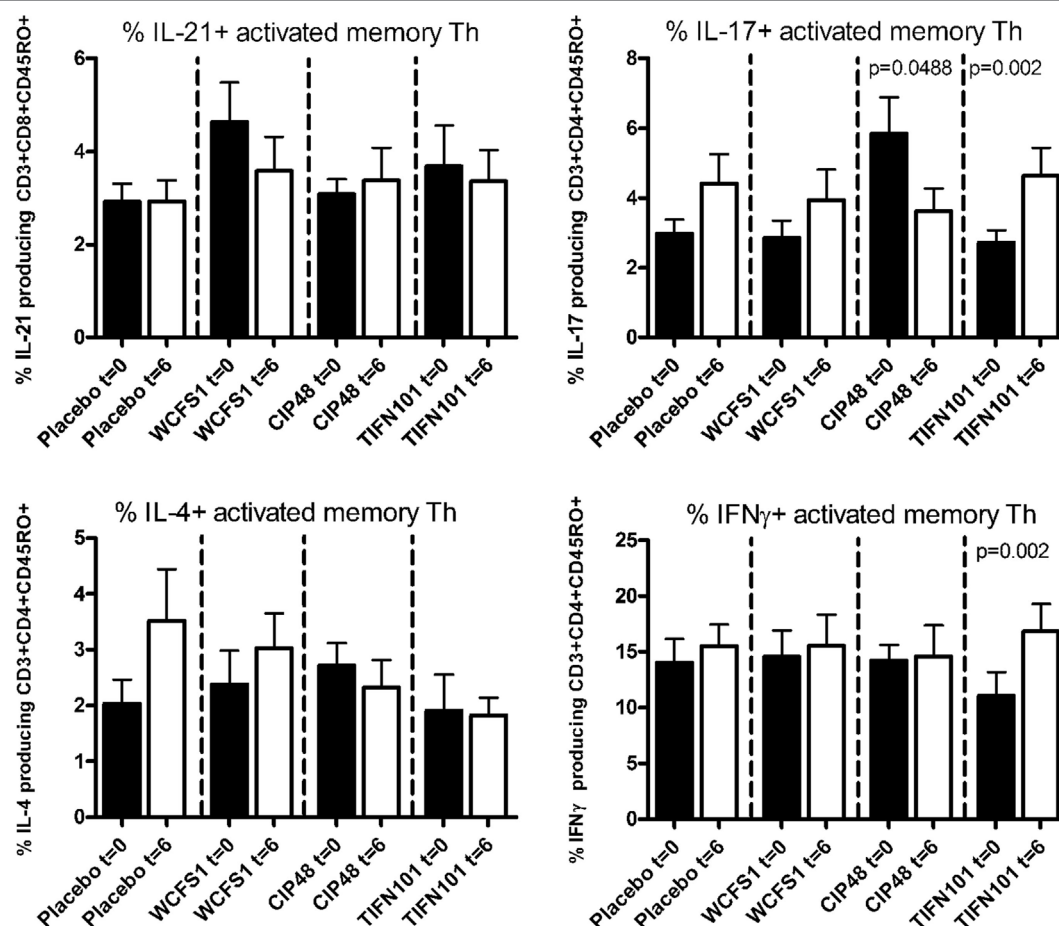 % IL-21+ activated memory Th
% IL-21 producing CD3+CD8+CD45RO+
6
4
2
0
Placebo t=0
Placebo t=6
WCFS1 t=0
WCFS1 t=6
CIP48 t=0
CIP48 t=6
TIFN101 t=0
TIFN101 t=6
% IL-17+ activated memory Th
% IL-17 producing CD3+CD4+CD45RO+
8
6
4
2
0
p=0.0488
p=0.002
Placebo t=0
Placebo t=6
WCFS1 t=0
WCFS1 t=6
CIP48 t=0
CIP48 t=6
TIFN101 t=0
TIFN101 t=6
% IL-4+ activated memory Th
% IL-4 producing CD3+CD4+CD45RO+
5
4
3
2
1
0
Placebo t=0
Placebo t=6
WCFS1 t=0
WCFS1 t=6
CIP48 t=0
CIP48 t=6
TIFN101 t=0
TIFN101 t=6
% IFNγ+ activated memory Th
% IFNγ producing CD3+CD4+CD45RO+
25
20
15
10
5
0
p=0.002
Placebo t=0
Placebo t=6
WCFS1 t=0
WCFS1 t=6
CIP48 t=0
CIP48 t=6
TIFN101 t=0
TIFN101 t=6